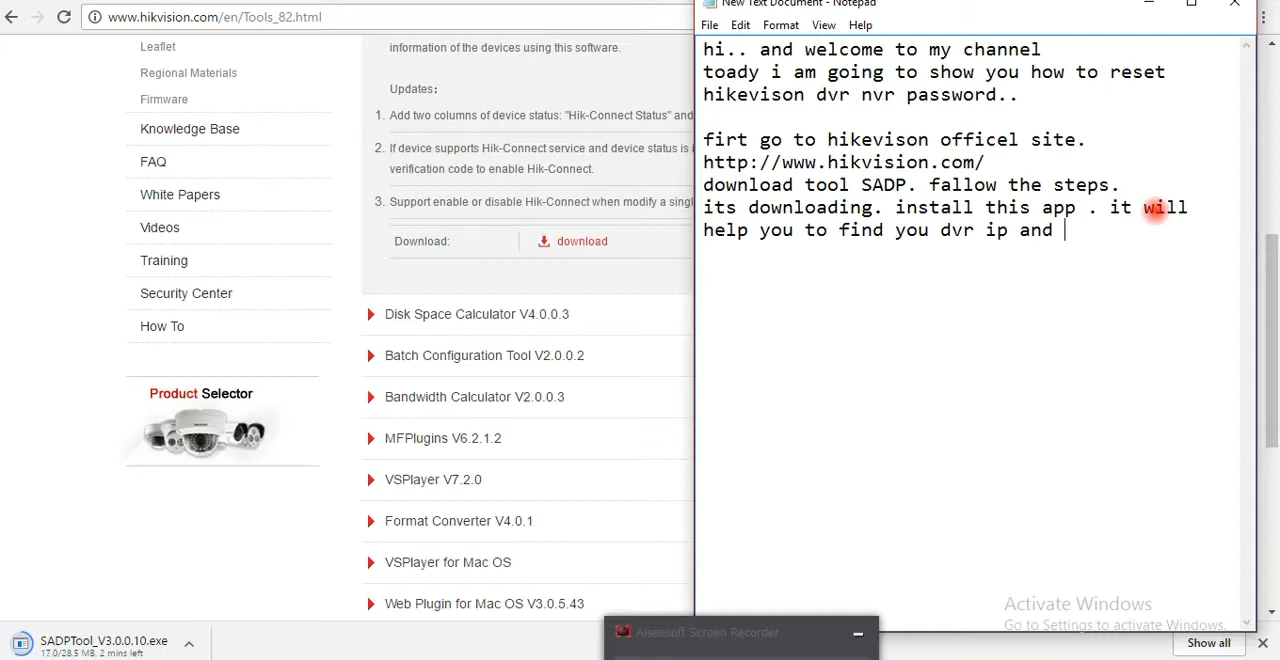 www.hikvision.com/en/Tools_82.html
Leaflet
Regional Materials
Firmware
Knowledge Base
FAQ
White Papers
Videos
Training
Security Center
How To
Product Selector
information of the devices using this software.
Updates:
1. Add two columns of device status: "Hik-Connect Status" and
2. If device supports Hik-Connect service and device status is
verification code to enable Hik-Connect.
3. Support enable or disable Hik-Connect when modify a single
Download: download
Disk Space Calculator V4.0.0.3
Batch Configuration Tool V2.0.0.2
Bandwidth Calculator V2.0.0.3
MFPlugins V6.2.1.2
VSPlayer V7.2.0
Format Converter V4.0.1
VSPlayer for Mac OS
Web Plugin for Mac OS V3.0.5.43
New Text Document - Notepad
File Edit Format View Help
hi.. and welcome to my channel
toady i am going to show you how to reset
hikevison dvr nvr password..
firt go to hikevison officel site.
http://www.hikvision.com/
download tool SADP. fallow the steps.
its downloading. install this app . it will
help you to find you dvr ip and
Activate Windows
Go to Settings to activate Windows.
Aiseesoft Screen Recorder
SADPTool_V3.0.0.10.exe
17.0/28.5 MB, 2 mins left
Show all